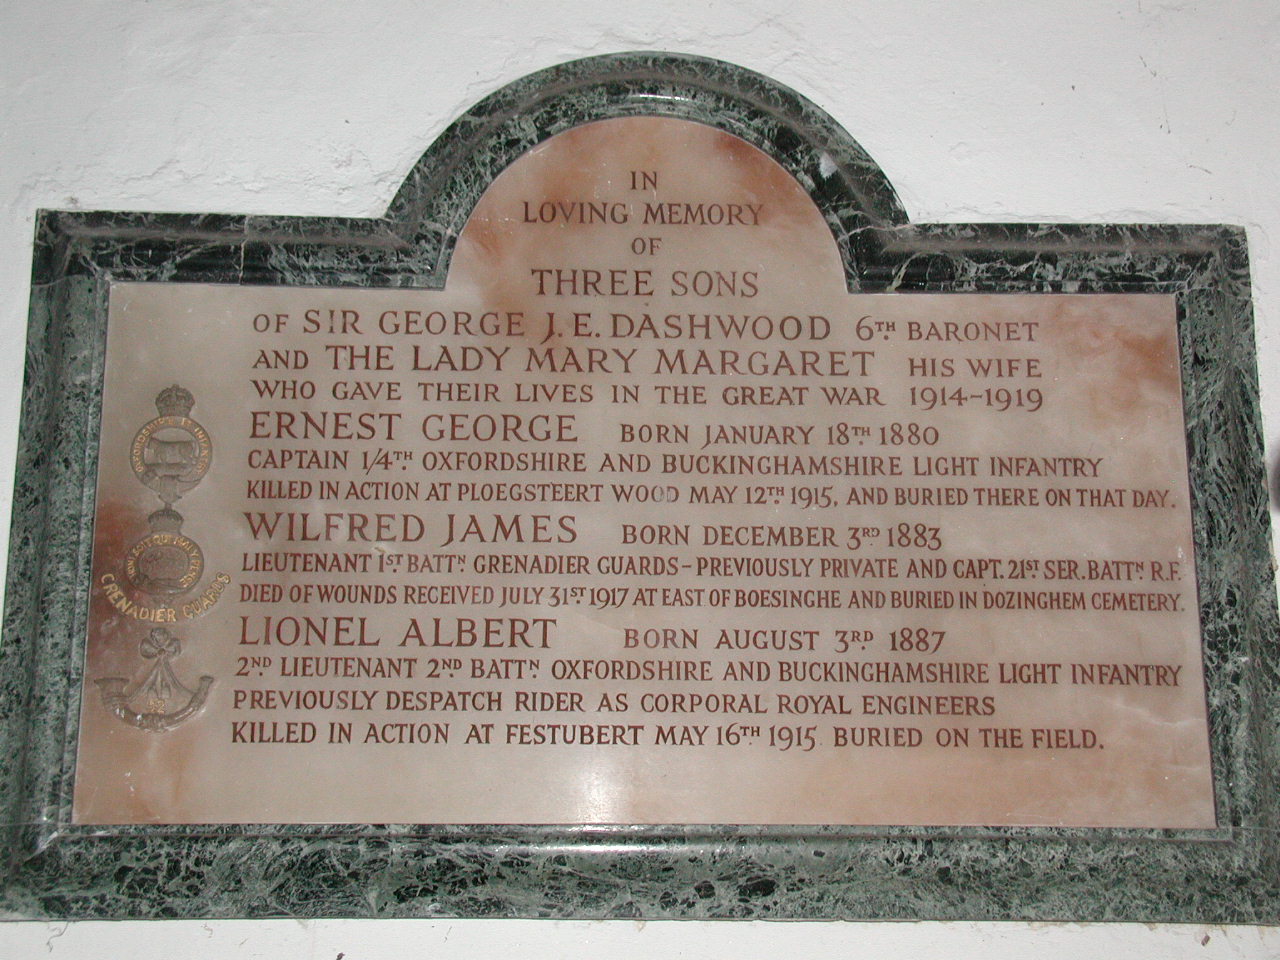 IN
LOVING MEMORY
OF
THREE SONS
OF SIR GEORGE J.E. DASHWOOD 6TH BARONET
AND THE LADY MARY MARGARET HIS WIFE
WHO GAVE THEIR LIVES IN THE GREAT WAR 1914-1919
ERNEST GEORGE BORN JANUARY 18TH 1880
CAPTAIN 1/4TH OXFORDSHIRE AND BUCKINGHAMSHIRE LIGHT INFANTRY
KILLED IN ACTION AT PLOEGSTEERT WOOD MAY 12TH 1915, AND BURIED THERE ON THAT DAY.
WILFRED JAMES BORN DECEMBER 3RD 1883
LIEUTENANT 1ST BATTN GRENADIER GUARDS - PREVIOUSLY PRIVATE AND CAPT. 21ST SER. BATTN R.F.
DIED OF WOUNDS RECEIVED JULY 31ST 1917 AT EAST OF BOESINGHE AND BURIED IN DOZINGHEM CEMETERY
LIONEL ALBERT BORN AUGUST 3RD 1887
2ND LIEUTENANT 2ND BATTN OXFORDSHIRE AND BUCKINGHAMSHIRE LIGHT INFANTRY
PREVIOUSLY DESPATCH RIDER AS CORPORAL ROYAL ENGINEERS
KILLED IN ACTION AT FESTUBERT MAY 16TH 1915 BURIED ON THE FIELD.
GRENADIER GUARDS